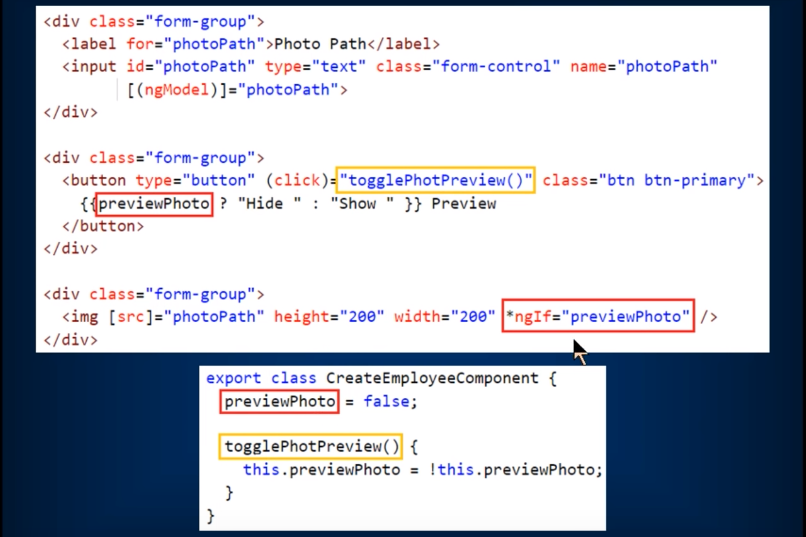 <div class="form-group">
<label for="photoPath">Photo Path</label>
<input id="photoPath" type="text" class="form-control" name="photoPath"
[(ngModel)]="photoPath">
</div>
<div class="form-group">
<button type="button" (click)="togglePhotPreview()" class="btn btn-primary">
{{previewPhoto ? "Hide " : "Show " }} Preview
</button>
</div>
<div class="form-group">
<img [src]="photoPath" height="200" width="200" *ngIf="previewPhoto" />
</div>
export class CreateEmployeeComponent {
previewPhoto = false;
togglePhotPreview() {
this.previewPhoto = !this.previewPhoto;
}
}